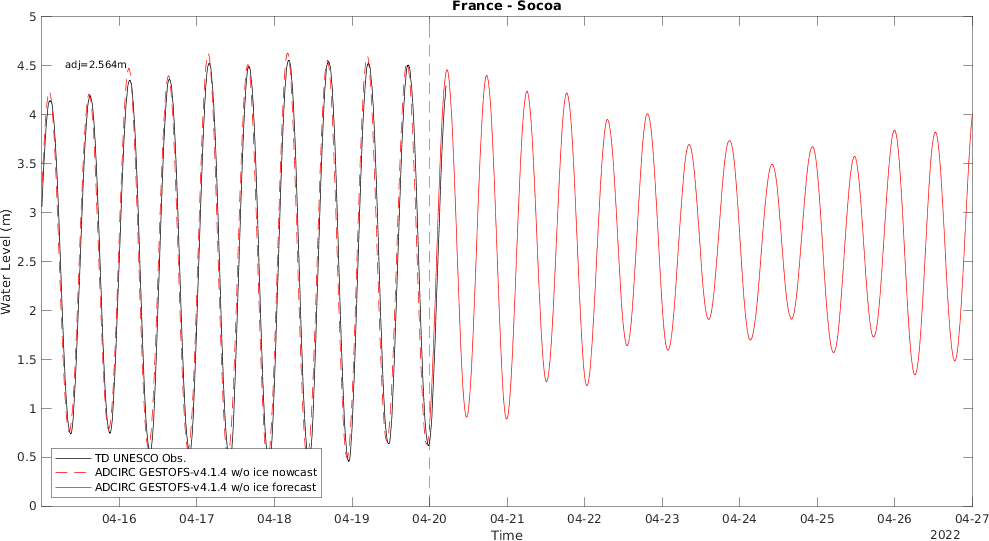 France - Socoa
adj=2.564m
Water Level (m)
5
4.5
4
3.5
3
2.5
2
1.5
1
0.5
0
TD UNESCO Obs.
ADCIRC GESTOFS-v4.1.4 w/o ice nowcast
ADCIRC GESTOFS-v4.1.4 w/o ice forecast
04-16 04-17 04-18 04-19 04-20 04-21 04-22 04-23 04-24 04-25 04-26 04-27
Time
2022